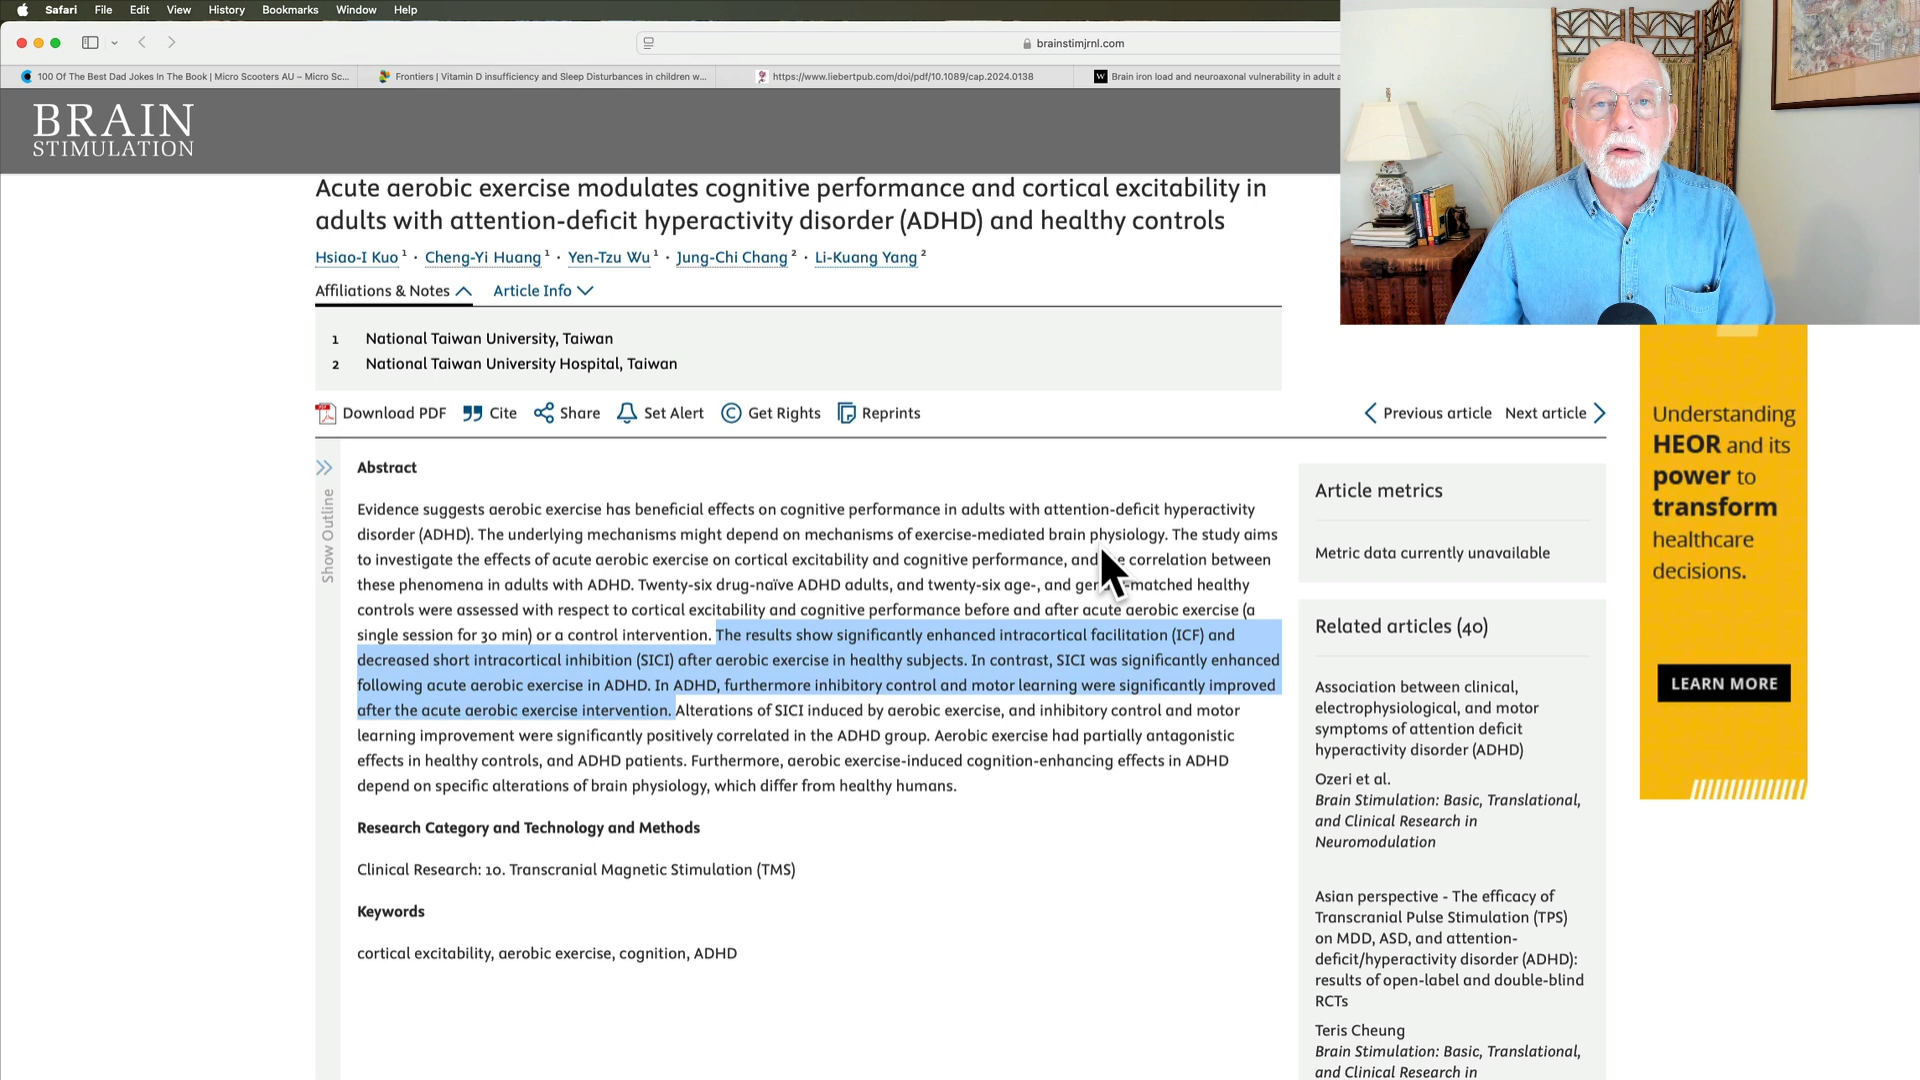 Safari File Edit View History Bookmarks Window Help
brainstimjrnl.com
100 Of The Best Dad Jokes In The Book | Micro Scooters AU – Micro Sc...
Frontiers | Vitamin D insufficiency and Sleep Disturbances in children w...
https://www.liebertpub.com/doi/pdf/10.1089/cap.2024.0138
W Brain iron load and neuroaxonal vulnerability in adult a
BRAIN
STIMULATION
Acute aerobic exercise modulates cognitive performance and cortical excitability in
adults with attention-deficit hyperactivity disorder (ADHD) and healthy controls
Hsiao-I Kuo 1 · Cheng-Yi Huang 1 · Yen-Tzu Wu 1 · Jung-Chi Chang 2 · Li-Kuang Yang 2
Affiliations & Notes Article Info
1 National Taiwan University, Taiwan
2 National Taiwan University Hospital, Taiwan
Download PDF Cite Share Set Alert Get Rights Reprints
Previous article Next article
Show Outline
Abstract
Evidence suggests aerobic exercise has beneficial effects on cognitive performance in adults with attention-deficit hyperactivity
disorder (ADHD). The underlying mechanisms might depend on mechanisms of exercise-mediated brain physiology. The study aims
to investigate the effects of acute aerobic exercise on cortical excitability and cognitive performance, and correlation between
these phenomena in adults with ADHD. Twenty-six drug-naïve ADHD adults, and twenty-six age-, and -matched healthy
controls were assessed with respect to cortical excitability and cognitive performance before and after acute aerobic exercise (a
single session for 30 min) or a control intervention. The results show significantly enhanced intracortical facilitation (ICF) and
decreased short intracortical inhibition (SICI) after aerobic exercise in healthy subjects. In contrast, SICI was significantly enhanced
following acute aerobic exercise in ADHD. In ADHD, furthermore inhibitory control and motor learning were significantly improved
after the acute aerobic exercise intervention. Alterations of SICI induced by aerobic exercise, and inhibitory control and motor
learning improvement were significantly positively correlated in the ADHD group. Aerobic exercise had partially antagonistic
effects in healthy controls, and ADHD patients. Furthermore, aerobic exercise-induced cognition-enhancing effects in ADHD
depend on specific alterations of brain physiology, which differ from healthy humans.
Research Category and Technology and Methods
Clinical Research: 10. Transcranial Magnetic Stimulation (TMS)
Keywords
cortical excitability, aerobic exercise, cognition, ADHD
Article metrics
Metric data currently unavailable
Related articles (40)
Association between clinical,
electrophysiological, and motor
symptoms of attention deficit
hyperactivity disorder (ADHD)
Ozeri et al.
Brain Stimulation: Basic, Translational,
and Clinical Research in
Neuromodulation
Asian perspective - The efficacy of
Transcranial Pulse Stimulation (TPS)
on MDD, ASD, and attention-
deficit/hyperactivity disorder (ADHD):
results of open-label and double-blind
RCTs
Teris Cheung
Brain Stimulation: Basic, Translational,
and Clinical Research in
Understanding
HEOR and its
power to
transform
healthcare
decisions.
LEARN MORE